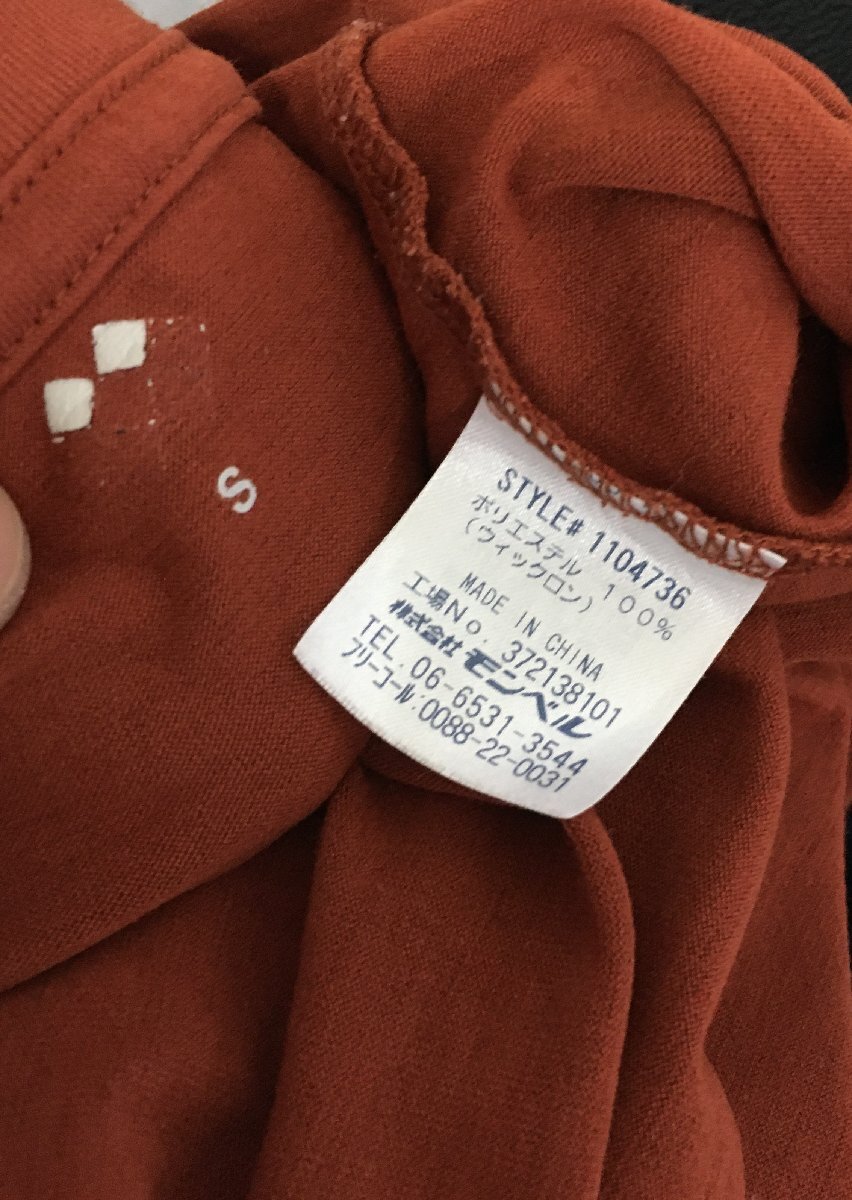 S
STYLE# 1104736
ポリエステル 100%
(ウィックロン)
MADE IN CHINA
工場No. 372138101
株式会社 モンベル
TEL. 06-6531-3544
フリーコール:0088-22-0031